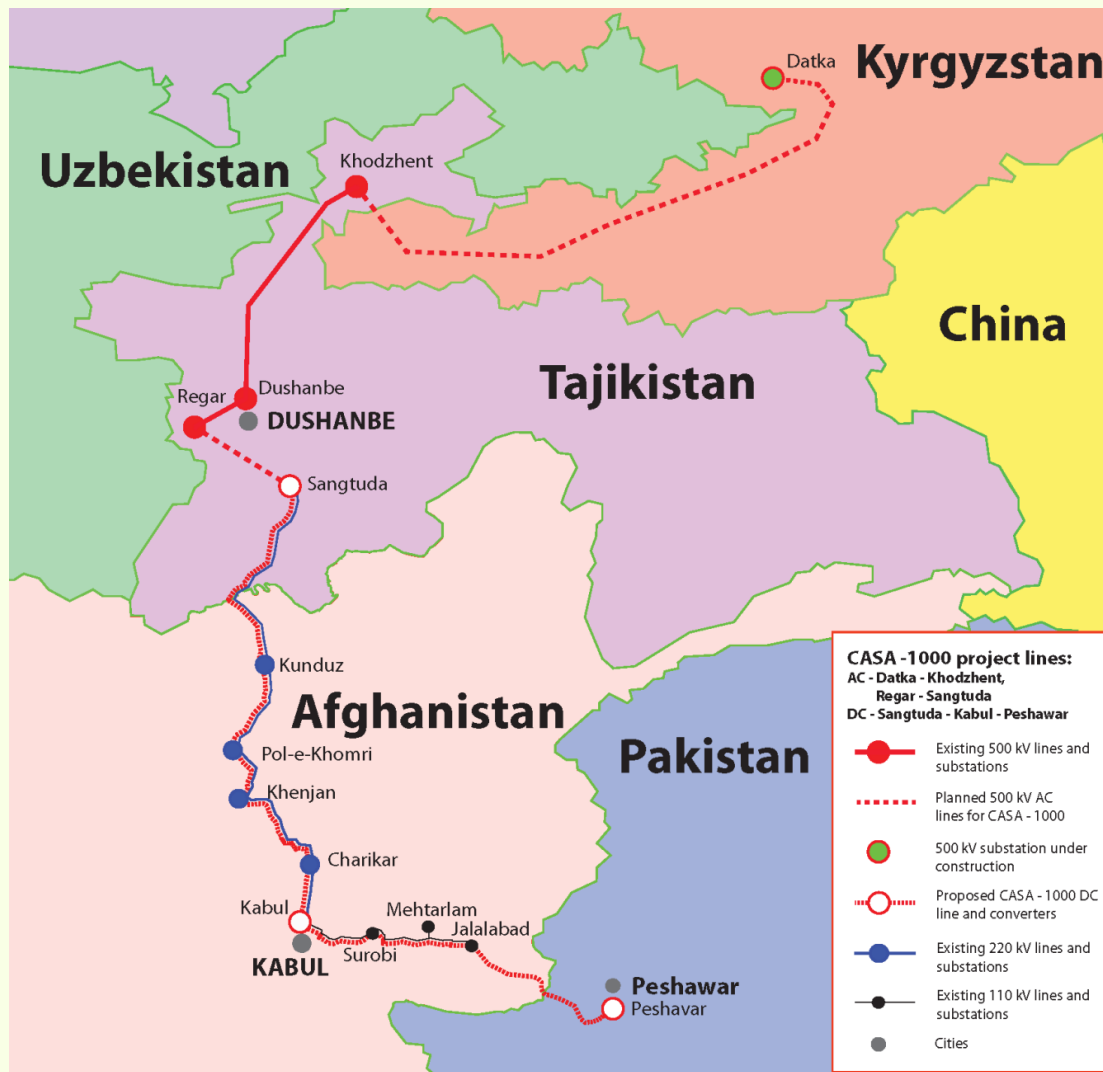 Kyrgyzstan
Datka
Uzbekistan
Khodzhent
China
Tajikistan
Regar
Dushanbe
DUSHANBE
Sangtuda
Kunduz
Afghanistan
Pol-e-Khomri
Pakistan
Khenjan
Charikar
Kabul
Mehtarlam
Jalalabad
Surobi
KABUL
Peshawar
Peshavar
CASA -1000 project lines:
AC - Datka - Khodzhent,
Regar - Sangtuda
DC - Sangtuda - Kabul - Peshawar
Existing 500 kV lines and
substations
Planned 500 kV AC
lines for CASA - 1000
500 kV substation under
construction
Proposed CASA - 1000 DC
line and converters
Existing 220 kV lines and
substations
Existing 110 kV lines and
substations
Cities